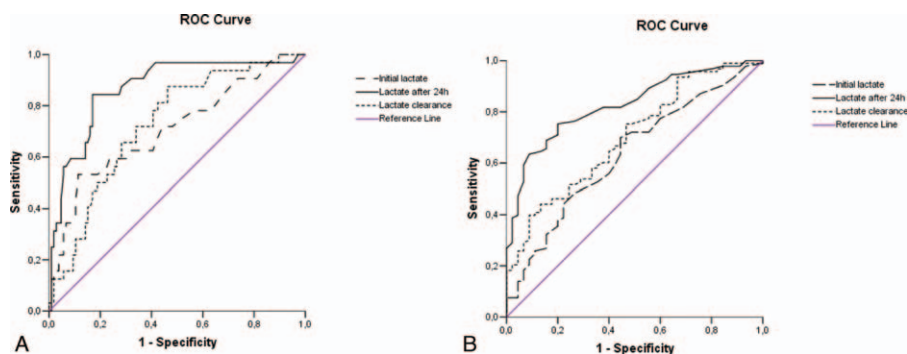 ROC Curve
1,0
0,8
0,6
0,4
0,2
0,0
Sensitivity
0,0 0,2 0,4 0,6 0,8 1,0
1 - Specificity
A
Initial lactate
Lactate after 24h
Lactate clearance
Reference Line
ROC Curve
1,0
0,8
0,6
0,4
0,2
0,0
Sensitivity
0,0 0,2 0,4 0,6 0,8 1,0
1 - Specificity
B
Initial lactate
Lactate after 24h
Lactate clearance
Reference Line